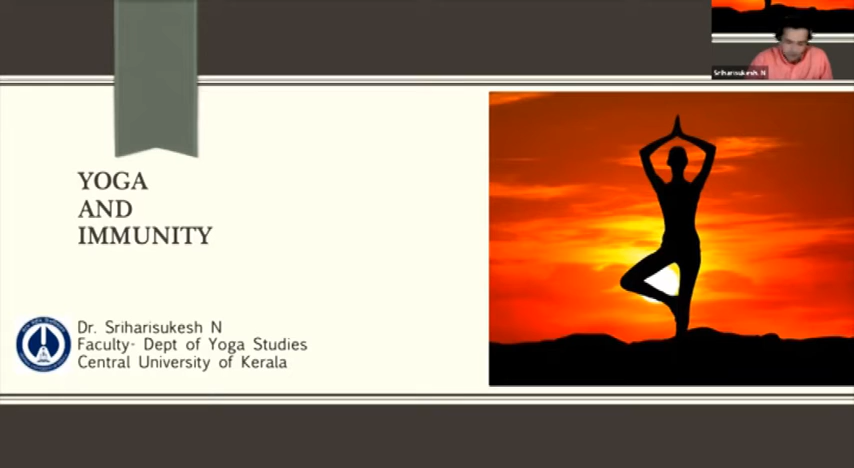 Sriharisukesh N
YOGA
AND
IMMUNITY
Dr. Sriharisukesh N
Faculty- Dept of Yoga Studies
Central University of Kerala